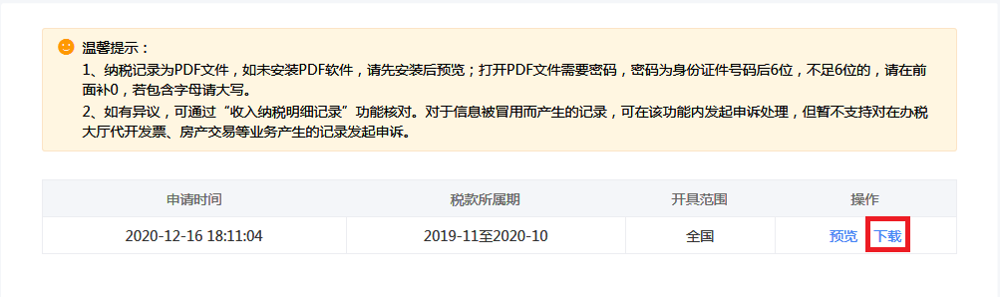 温馨提示：
1、纳税记录为PDF文件，如未安装PDF软件，请先安装后预览；打开PDF文件需要密码，密码为身份证件号码后6位，不足6位的，请在前
面补0，若包含字母请大写。
2、如有异议，可通过“收入纳税明细记录”功能核对。对于信息被冒用而产生的记录，可在该功能内发起申诉处理，但暂不支持对在办税
大厅代开发票、房产交易等业务产生的记录发起申诉。
申请时间 税款所属期 开具范围 操作
2020-12-16 18:11:04 2019-11至2020-10 全国 预览 下载